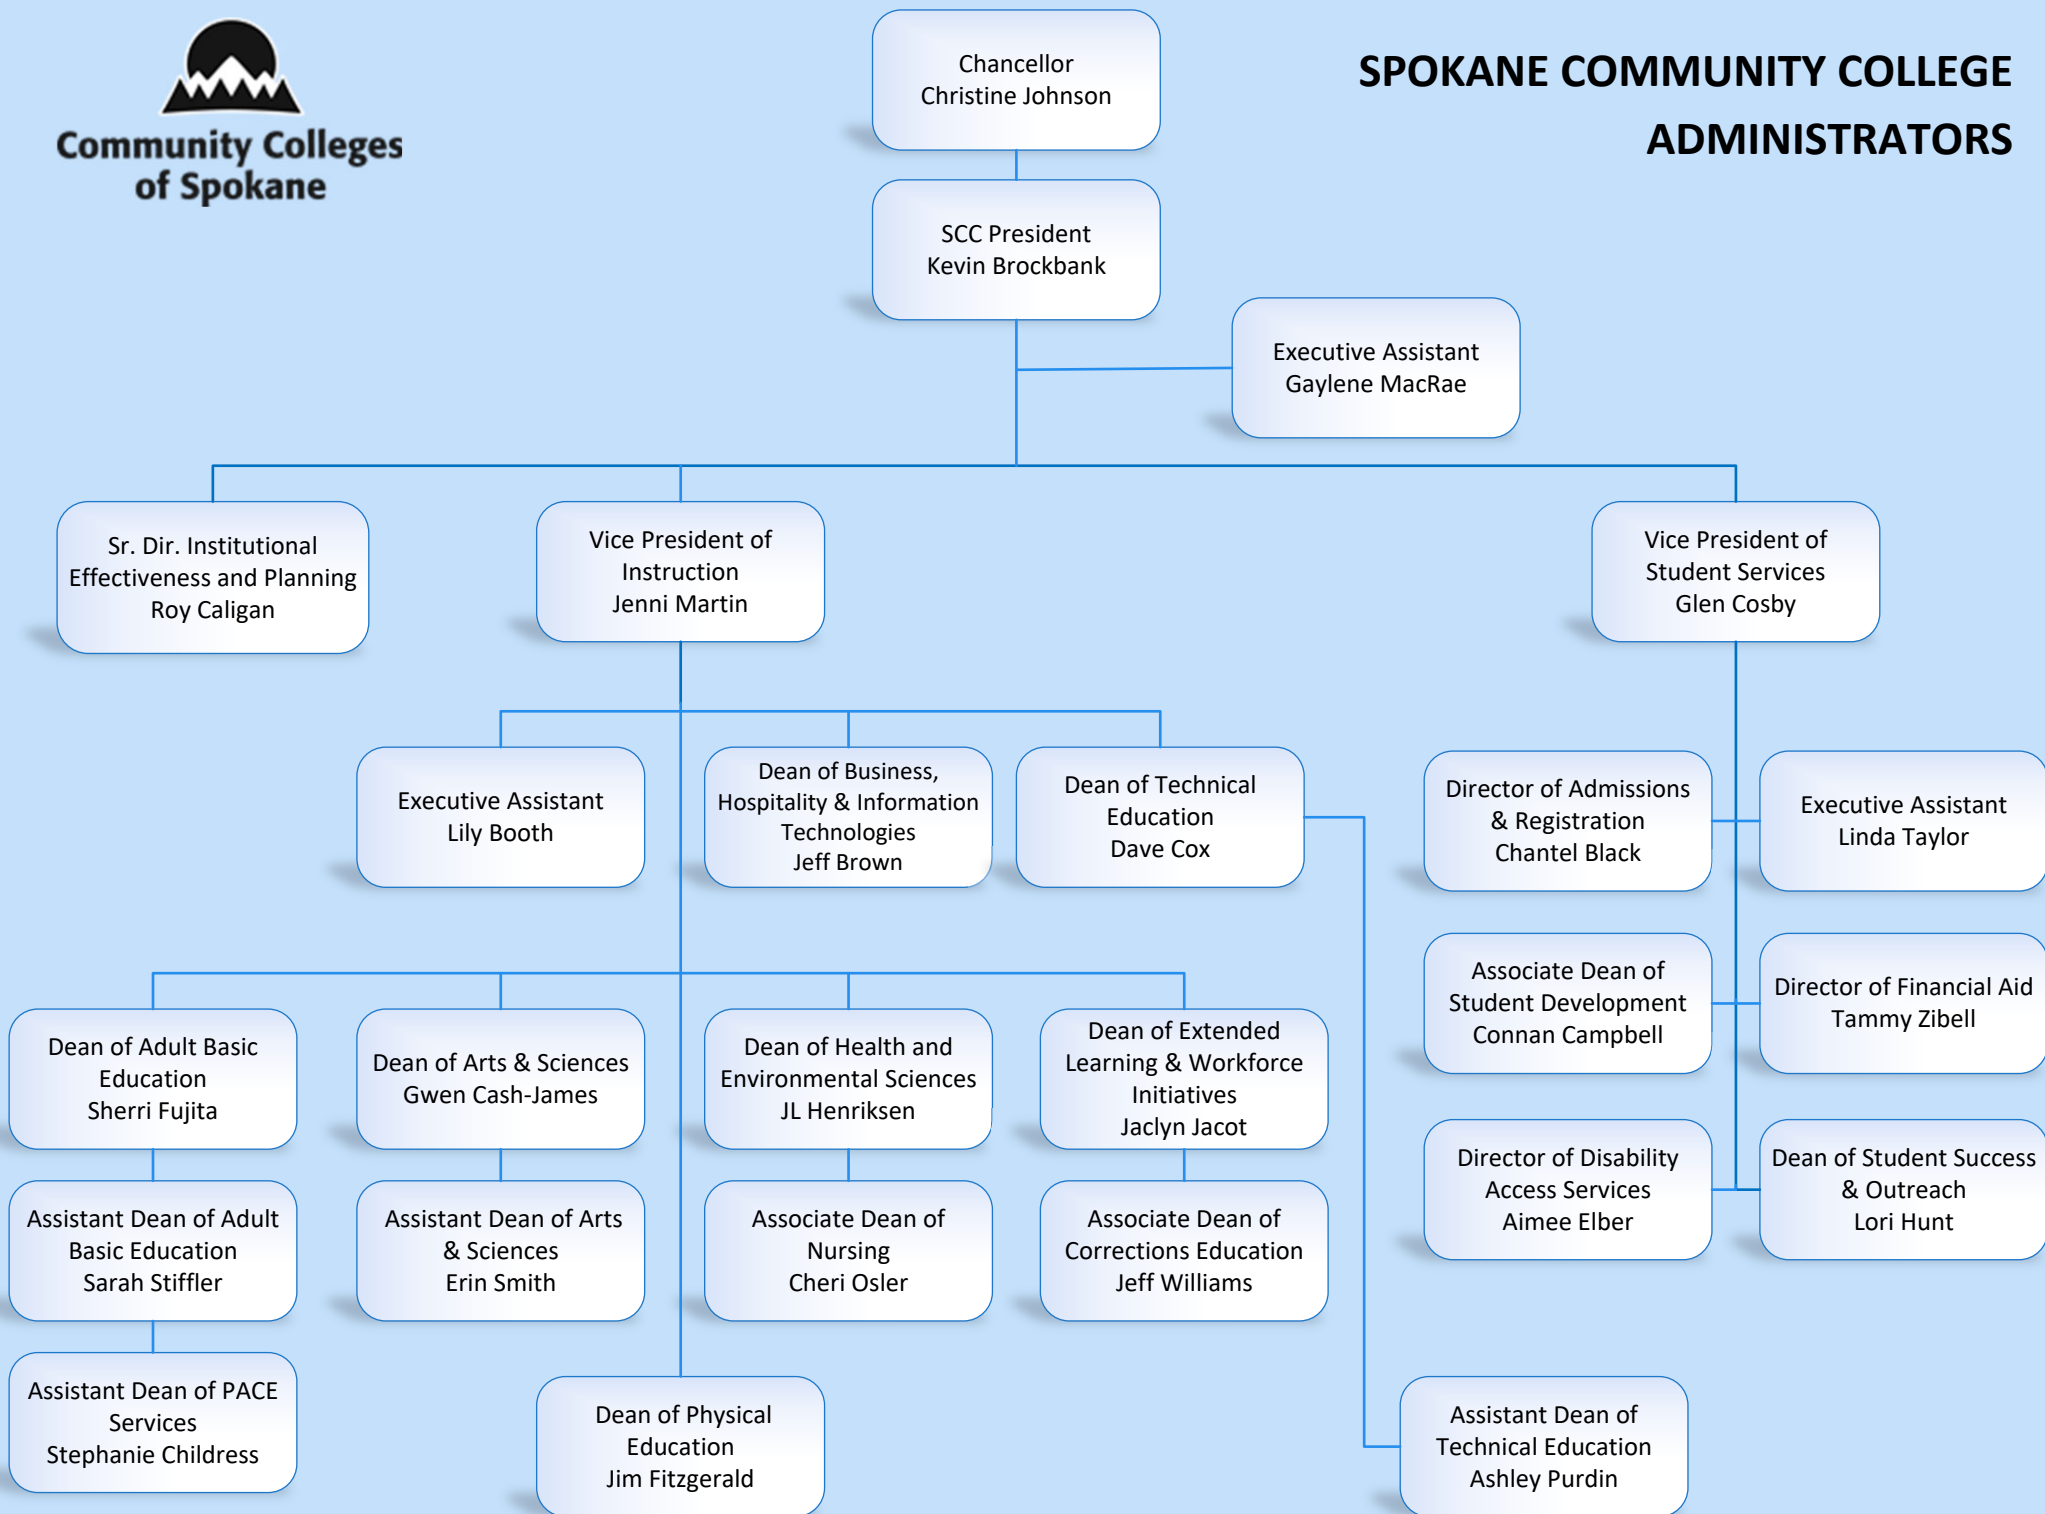 Community Colleges
of Spokane
SPOKANE COMMUNITY COLLEGE
ADMINISTRATORS
Chancellor
Christine Johnson
SCC President
Kevin Brockbank
Executive Assistant
Gaylene MacRae
Sr. Dir. Institutional
Effectiveness and Planning
Roy Caligan
Vice President of
Instruction
Jenni Martin
Vice President of
Student Services
Glen Cosby
Executive Assistant
Lily Booth
Dean of Business,
Hospitality & Information
Technologies
Jeff Brown
Dean of Technical
Education
Dave Cox
Director of Admissions
& Registration
Chantel Black
Executive Assistant
Linda Taylor
Associate Dean of
Student Development
Connan Campbell
Director of Financial Aid
Tammy Zibell
Dean of Adult Basic
Education
Sherri Fujita
Dean of Arts & Sciences
Gwen Cash-James
Dean of Health and
Environmental Sciences
JL Henriksen
Dean of Extended
Learning & Workforce
Initiatives
Jaclyn Jacot
Director of Disability
Access Services
Aimee Elber
Dean of Student Success
& Outreach
Lori Hunt
Assistant Dean of Adult
Basic Education
Sarah Stiffler
Assistant Dean of Arts
& Sciences
Erin Smith
Associate Dean of
Nursing
Cheri Osler
Associate Dean of
Corrections Education
Jeff Williams
Assistant Dean of PACE
Services
Stephanie Childress
Dean of Physical
Education
Jim Fitzgerald
Assistant Dean of
Technical Education
Ashley Purdin